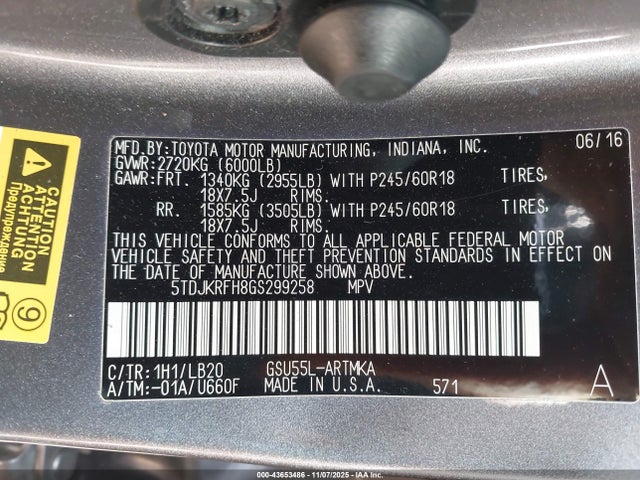 MFD.BY:TOYOTA MOTOR MANUFACTURING, INDIANA, INC. 06/16
GVWR:2720KG (6000LB)
GAWR:FRT. 1340KG (2955LB) WITH P245/60R18 TIRES,
18X7.5J RIMS.
RR. 1585KG (3505LB) WITH P245/60R18 TIRES,
18X7.5J RIMS.
THIS VEHICLE CONFORMS TO ALL APPLICABLE FEDERAL MOTOR
VEHICLE SAFETY AND THEFT PREVENTION STANDARDS IN EFFECT ON
THE DATE OF MANUFACTURE SHOWN ABOVE.
5TDJKRFH8GS299258 MPV
C/TR:1H1/LB20 GSU55L-ARTMKA
A/TM:-01A/U660F MADE IN U.S.A. 571 A
CAUTION
ATTENTION
ACHTUNG
Предупреждение
9
000-43653486 - 11/07/2025 - IAA Inc.